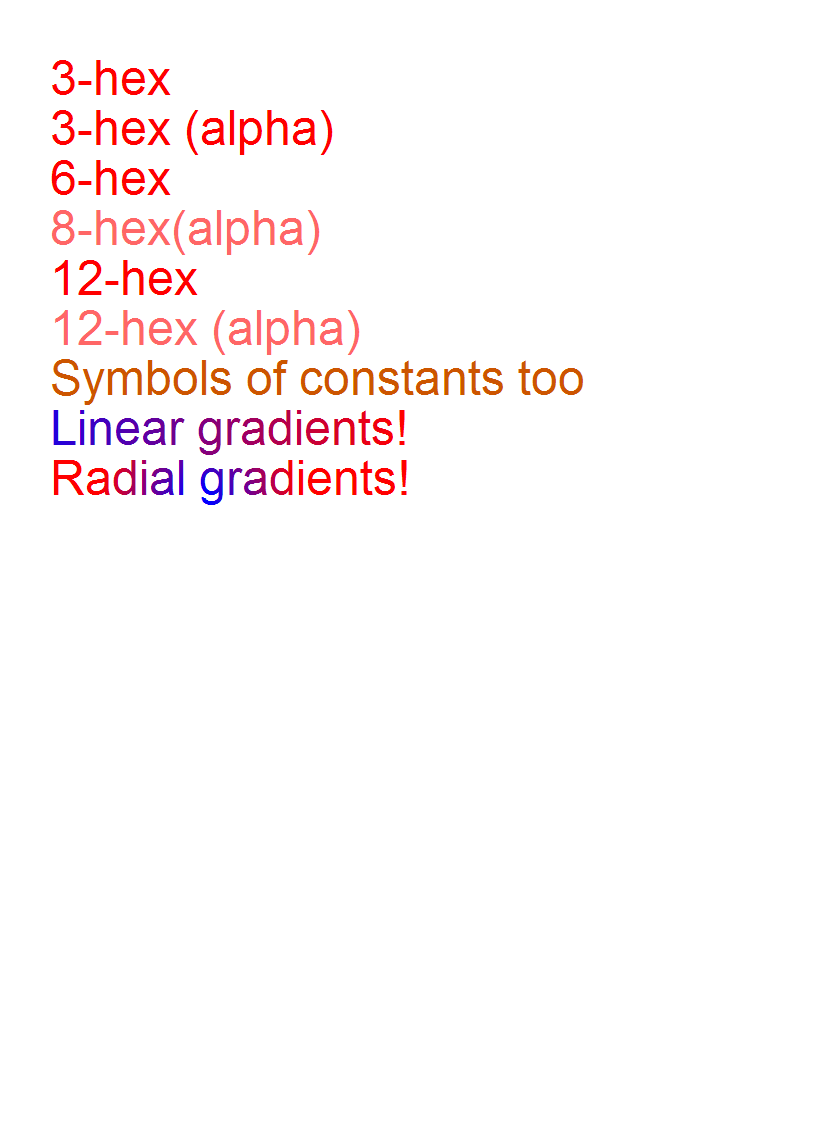 3-hex
3-hex (alpha)
6-hex
8-hex(alpha)
12-hex
12-hex (alpha)
Symbols of constants too
Linear gradients!
Radial gradients!